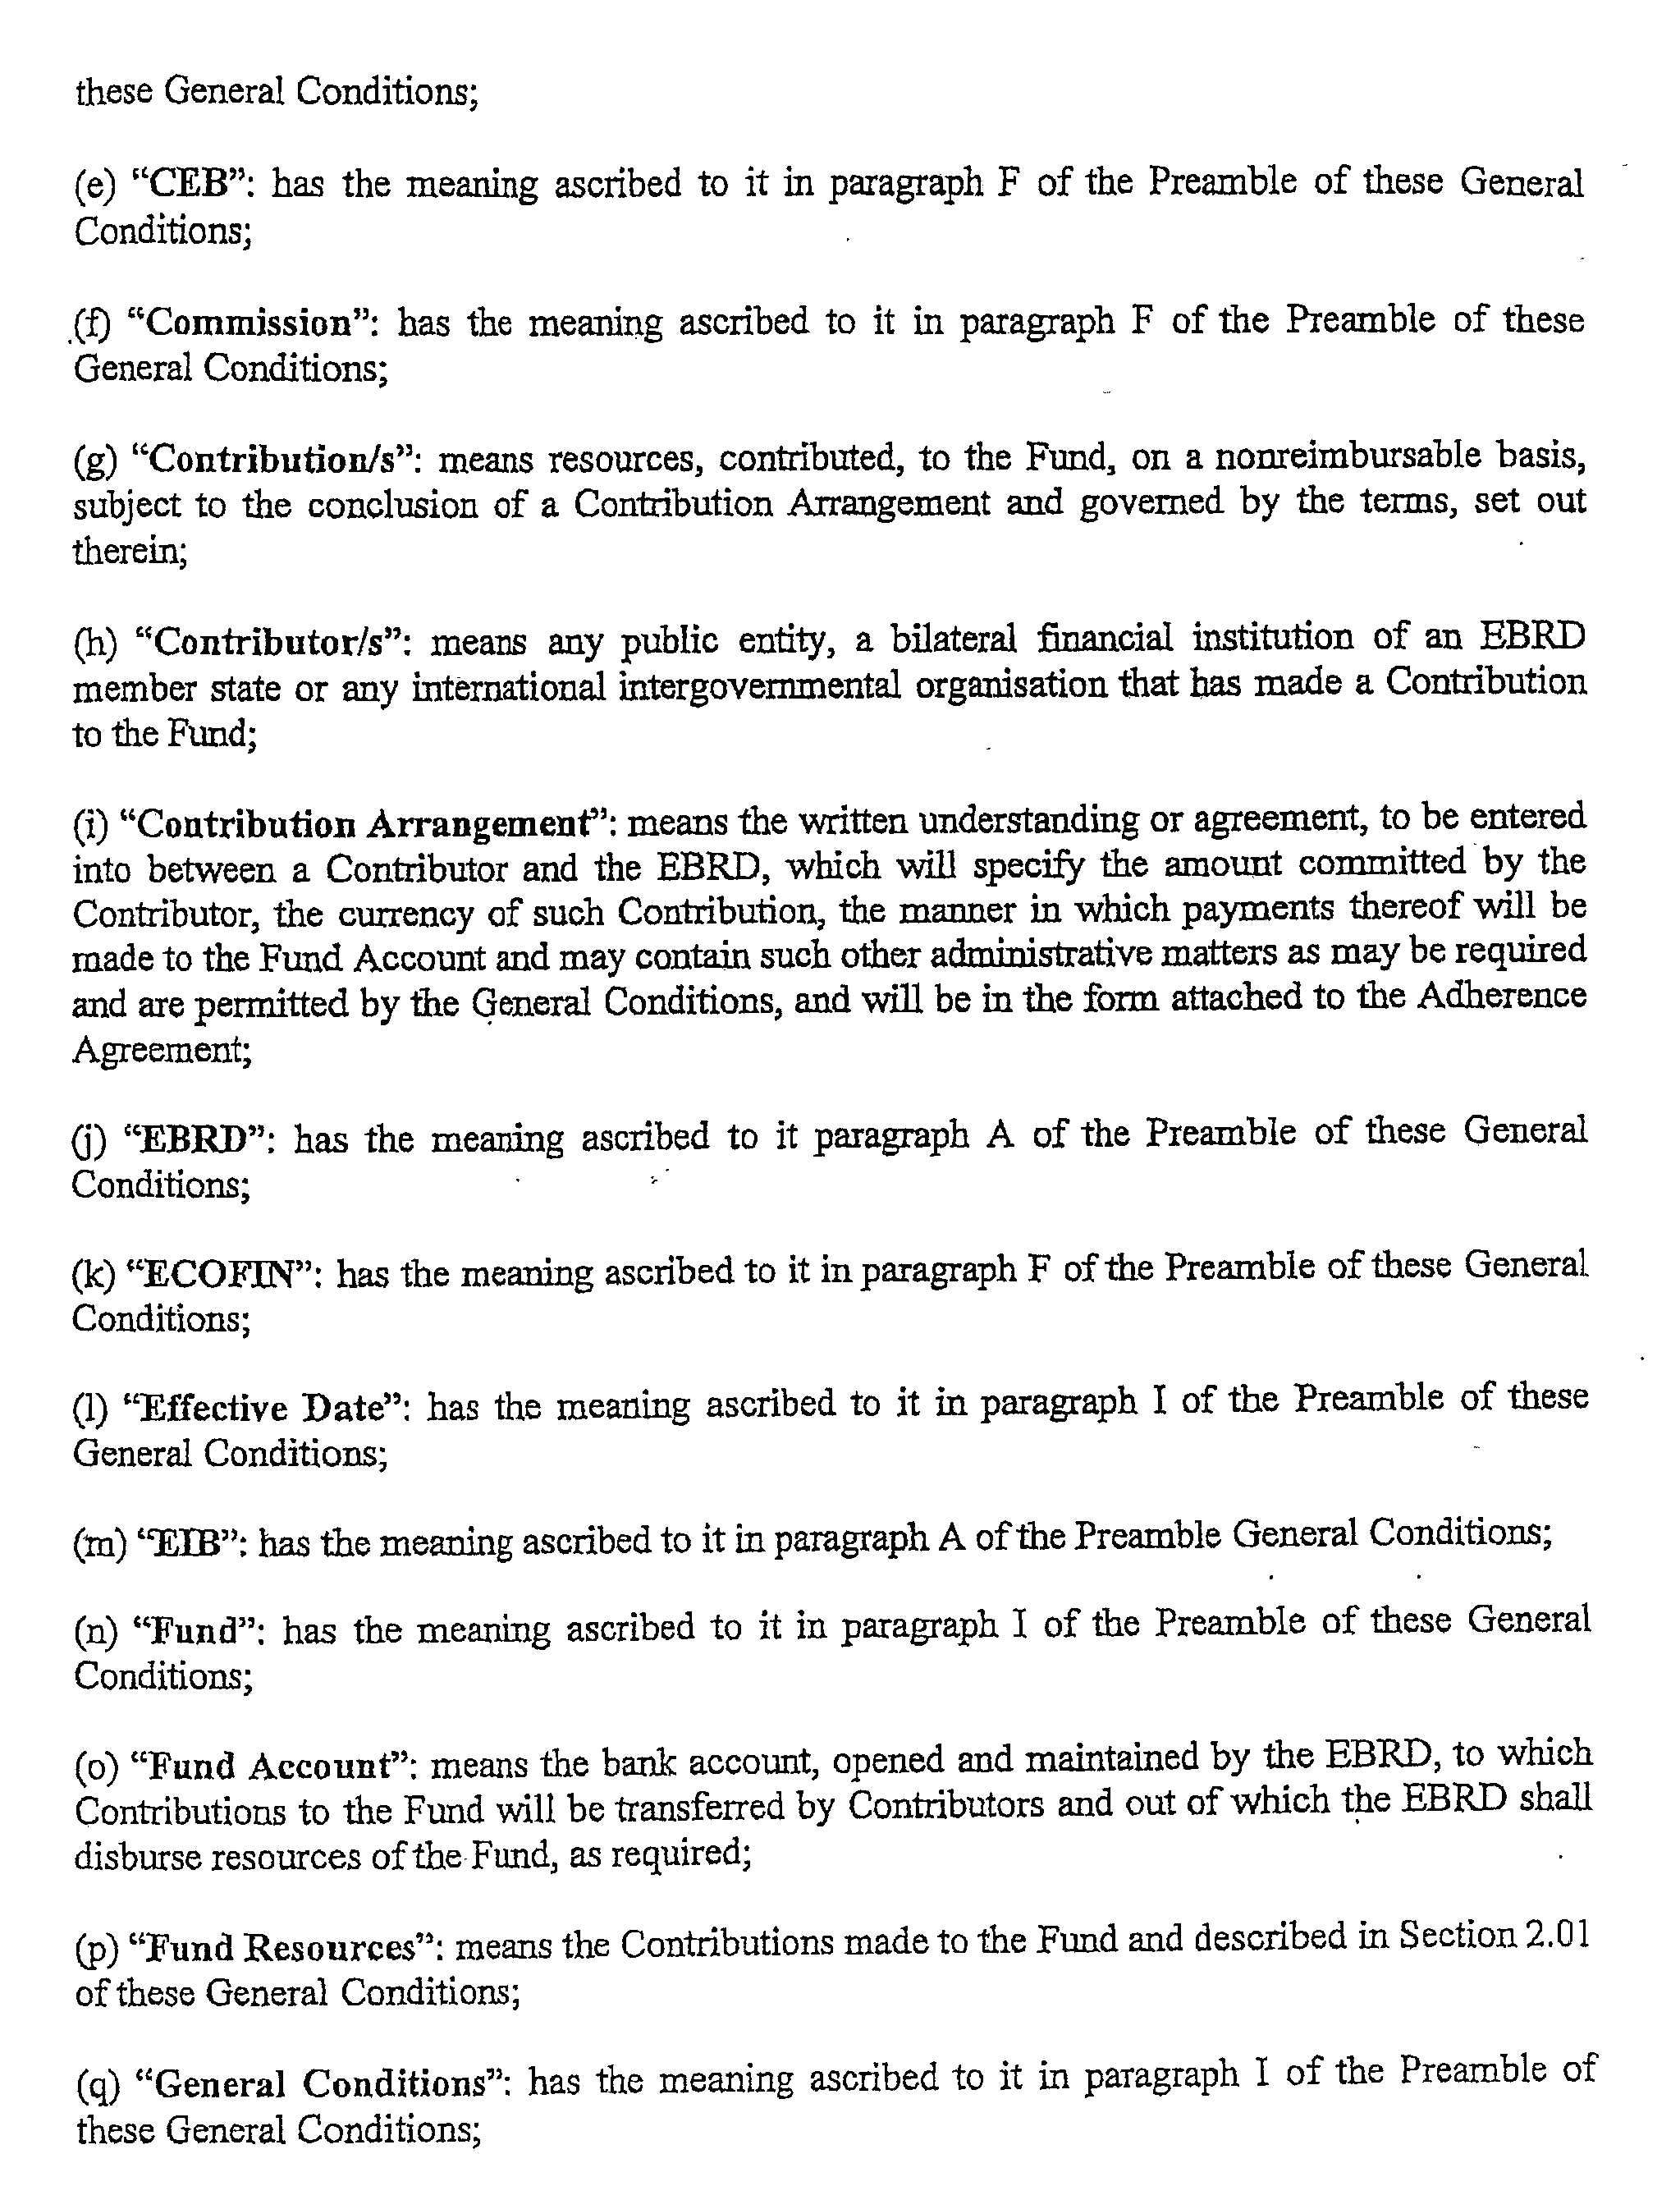 these General Conditions;
(e) “CEB”: has the meaning ascribed to it in paragraph F of the Preamble of these General
Conditions;
(f) “Commission”: has the meaning ascribed to it in paragraph F of the Preamble of these
General Conditions;
(g) “Contribution/s”: means resources, contributed, to the Fund, on a nonreimbursable basis,
subject to the conclusion of a Contribution Arrangement and governed by the terms, set out
therein;
(h) “Contributor/s”: means any public entity, a bilateral financial institution of an EBRD
member state or any international intergovernmental organisation that has made a Contribution
to the Fund;
(i) “Contribution Arrangement”: means the written understanding or agreement, to be entered
into between a Contributor and the EBRD, which will specify the amount committed by the
Contributor, the currency of such Contribution, the manner in which payments thereof will be
made to the Fund Account and may contain such other administrative matters as may be required
and are permitted by the General Conditions, and will be in the form attached to the Adherence
Agreement;
(j) “EBRD”: has the meaning ascribed to it paragraph A of the Preamble of these General
Conditions;
(k) “ECOFIN”: has the meaning ascribed to it in paragraph F of the Preamble of these General
Conditions;
(l) “Effective Date”: has the meaning ascribed to it in paragraph I of the Preamble of these
General Conditions;
(m) “EIB”: has the meaning ascribed to it in paragraph A of the Preamble General Conditions;
(n) “Fund”: has the meaning ascribed to it in paragraph I of the Preamble of these General
Conditions;
(o) “Fund Account”: means the bank account, opened and maintained by the EBRD, to which
Contributions to the Fund will be transferred by Contributors and out of which the EBRD shall
disburse resources of the Fund, as required;
(p) “Fund Resources”: means the Contributions made to the Fund and described in Section 2.01
of these General Conditions;
(q) “General Conditions”: has the meaning ascribed to it in paragraph I of the Preamble of
these General Conditions;